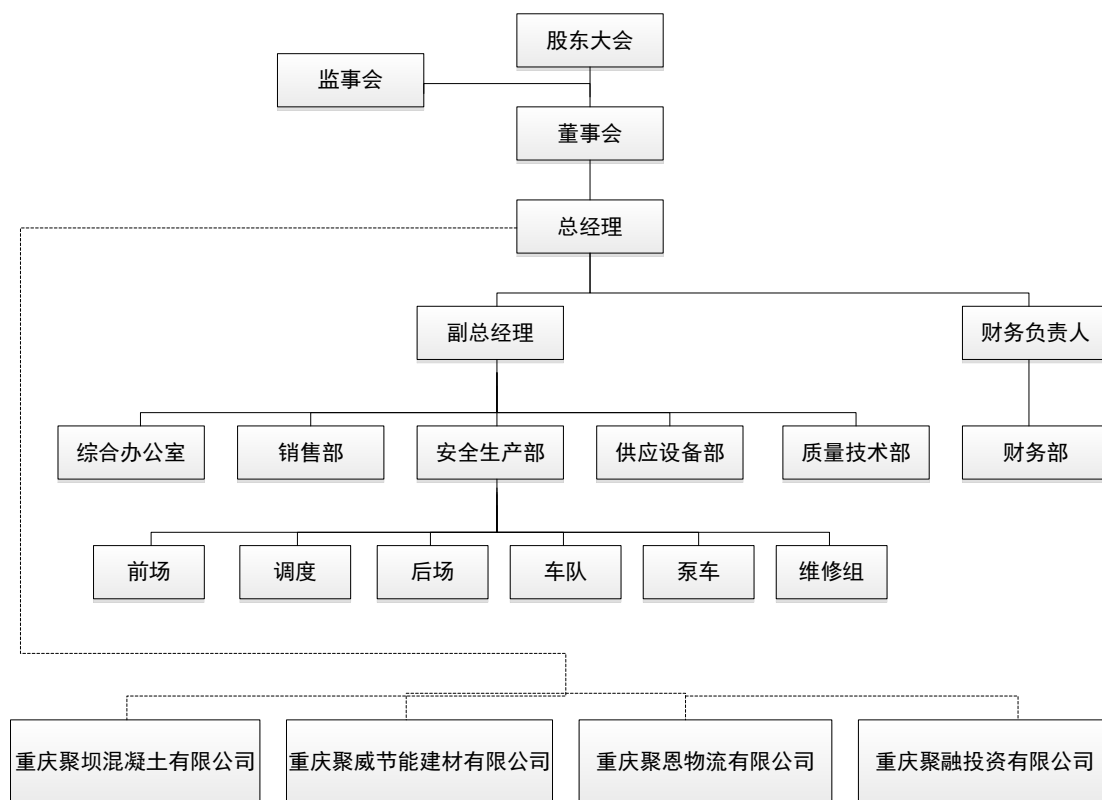 股东大会
监事会
董事会
总经理
副总经理
财务负责人
综合办公室
销售部
安全生产部
供应设备部
质量技术部
财务部
前场
调度
后场
车队
泵车
维修组
重庆聚坝混凝土有限公司
重庆聚威节能建材有限公司
重庆聚恩物流有限公司
重庆聚融投资有限公司